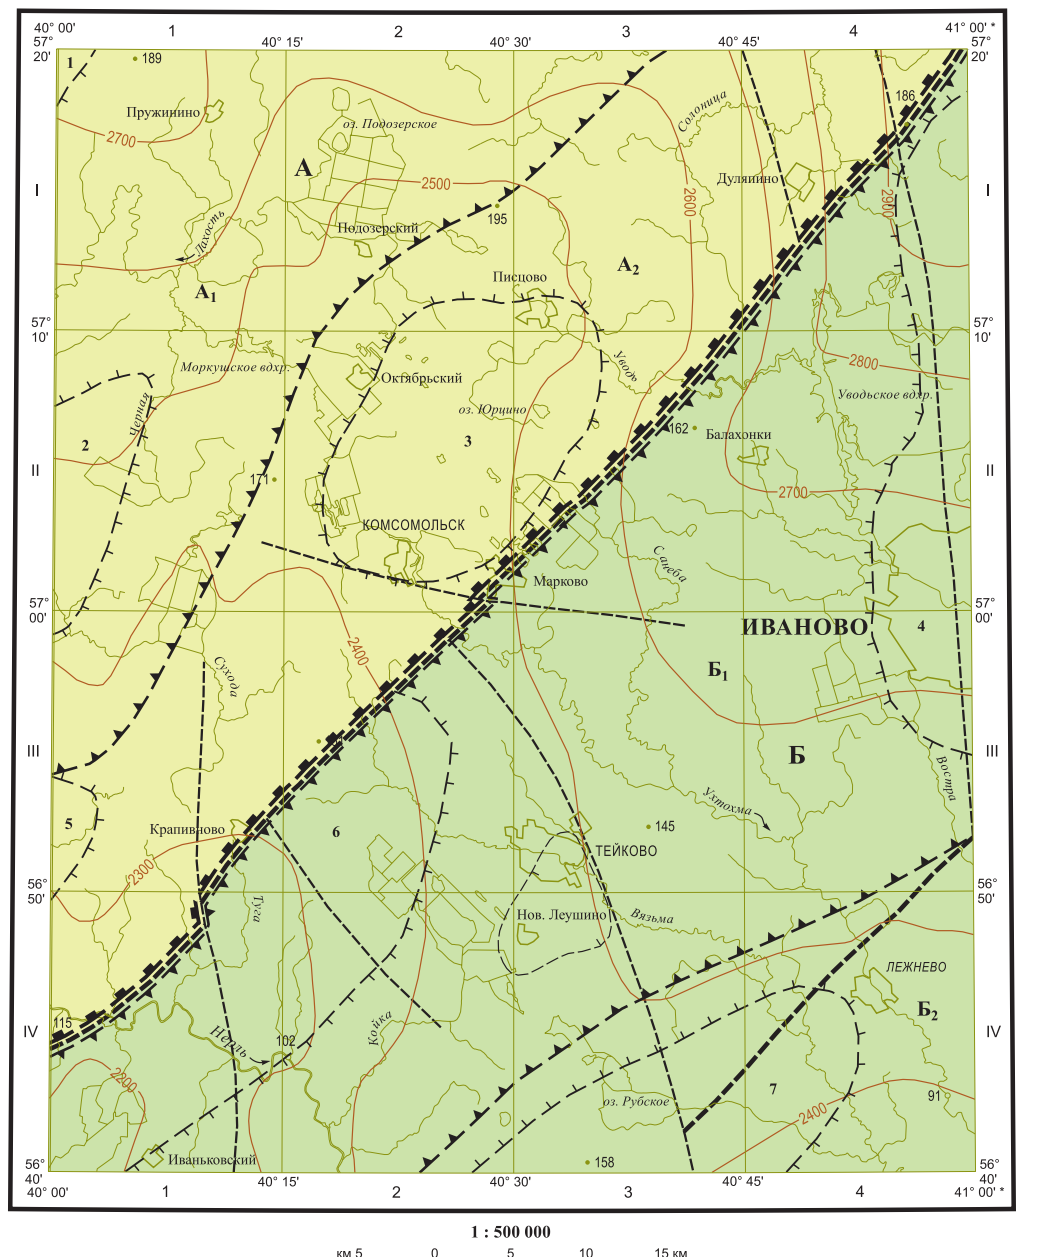 40° 00'
1
40° 15'
2
40° 30'
3
40° 45'
4
41° 00' *
57°
20'
57°
20'
1
189
186
Пружинино
оз. Подозерское
Солоница
2700
А
2500
Дуляпино
I
I
2600
2900
195
Лахость
Подозерский
А2
Писцово
А1
57°
10'
57°
10'
Моркушское вдхр.
Уводь
2800
Октябрьский
Уводьское вдхр.
Черная
оз. Юрцино
2
3
162
Балахонки
II
171
II
2700
КОМСОМОЛЬСК
Санеба
Марково
57°
00'
57°
00'
ИВАНОВО
4
2400
Сухода
Б1
III
Б
III
Востра
Ухтохма
5
Крапивново
6
145
ТЕЙКОВО
2300
56°
50'
56°
50'
Туга
Нов. Леушино
Вязьма
ЛЕЖНЕВО
115
Б2
IV
Нерль
102
Койка
IV
2200
7
оз. Рубское
2400
91
Иваньковский
158
56°
40'
56°
40'
40° 00'
1
40° 15'
2
40° 30'
3
40° 45'
4
41° 00' *
1 : 500 000
км 5
0
5
10
15 км